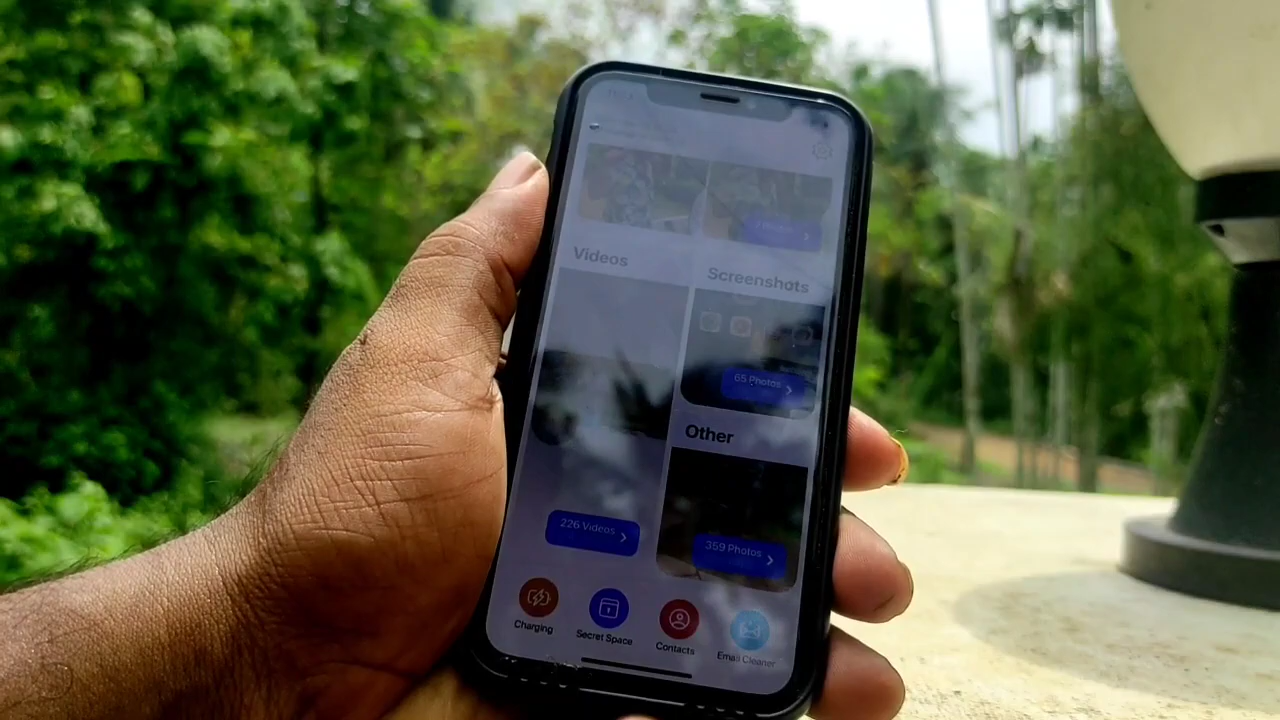 Videos
Screenshots
65 Photos
Other
226 Videos
359 Photos
Charging
Secret Space
Contacts
Email Cleaner